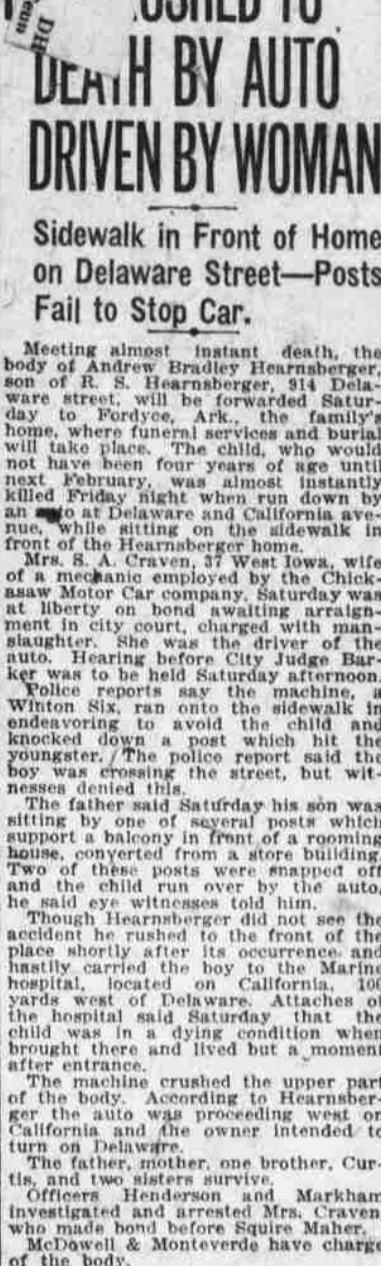 DH
DEATH BY AUTO
DRIVEN BY WOMAN
Sidewalk in Front of Home
on Delaware Street—Posts
Fail to Stop Car.
Meeting almost instant death, the
body of Andrew Bradley Hearnsberger,
son of R. S. Hearnsberger, 914 Dela-
ware street, will be forwarded Satur-
day to Fordyce, Ark., the family's
home, where funeral services and burial
will take place. The child, who would
not have been four years of age until
next February, was almost instantly
killed Friday night when run down by
an auto at Delaware and California ave-
nue, while sitting on the sidewalk in
front of the Hearnsberger home.
Mrs. S. A. Craven, 37 West Iowa, wife
of a mechanic employed by the Chick-
asaw Motor Car company, Saturday was
at liberty on bond awaiting arraign-
ment in city court, charged with man-
slaughter. She was the driver of the
auto. Hearing before City Judge Bar-
ker was to be held Saturday afternoon.
Police reports say the machine, a
Winton Six, ran onto the sidewalk in
endeavoring to avoid the child and
knocked down a post which hit the
youngster. The police report said the
boy was crossing the street, but wit-
nesses denied this.
The father said Saturday his son was
sitting by one of several posts which
support a balcony in front of a rooming
house, converted from a store building.
Two of these posts were snapped off
and the child run over by the auto,
he said eye witnesses told him.
Though Hearnsberger did not see the
accident he rushed to the front of the
place shortly after its occurrence and
hastily carried the boy to the Marine
hospital, located on California, 100
yards west of Delaware. Attaches of
the hospital said Saturday that the
child was in a dying condition when
brought there and lived but a moment
after entrance.
The machine crushed the upper part
of the body. According to Hearnsber-
ger the auto was proceeding west on
California and the owner intended to
turn on Delaware.
The father, mother, one brother, Cur-
tis, and two sisters survive.
Officers Henderson and Markham
investigated and arrested Mrs. Craven
who made bond before Squire Maher.
McDowell & Monteverde have charge
of the body.